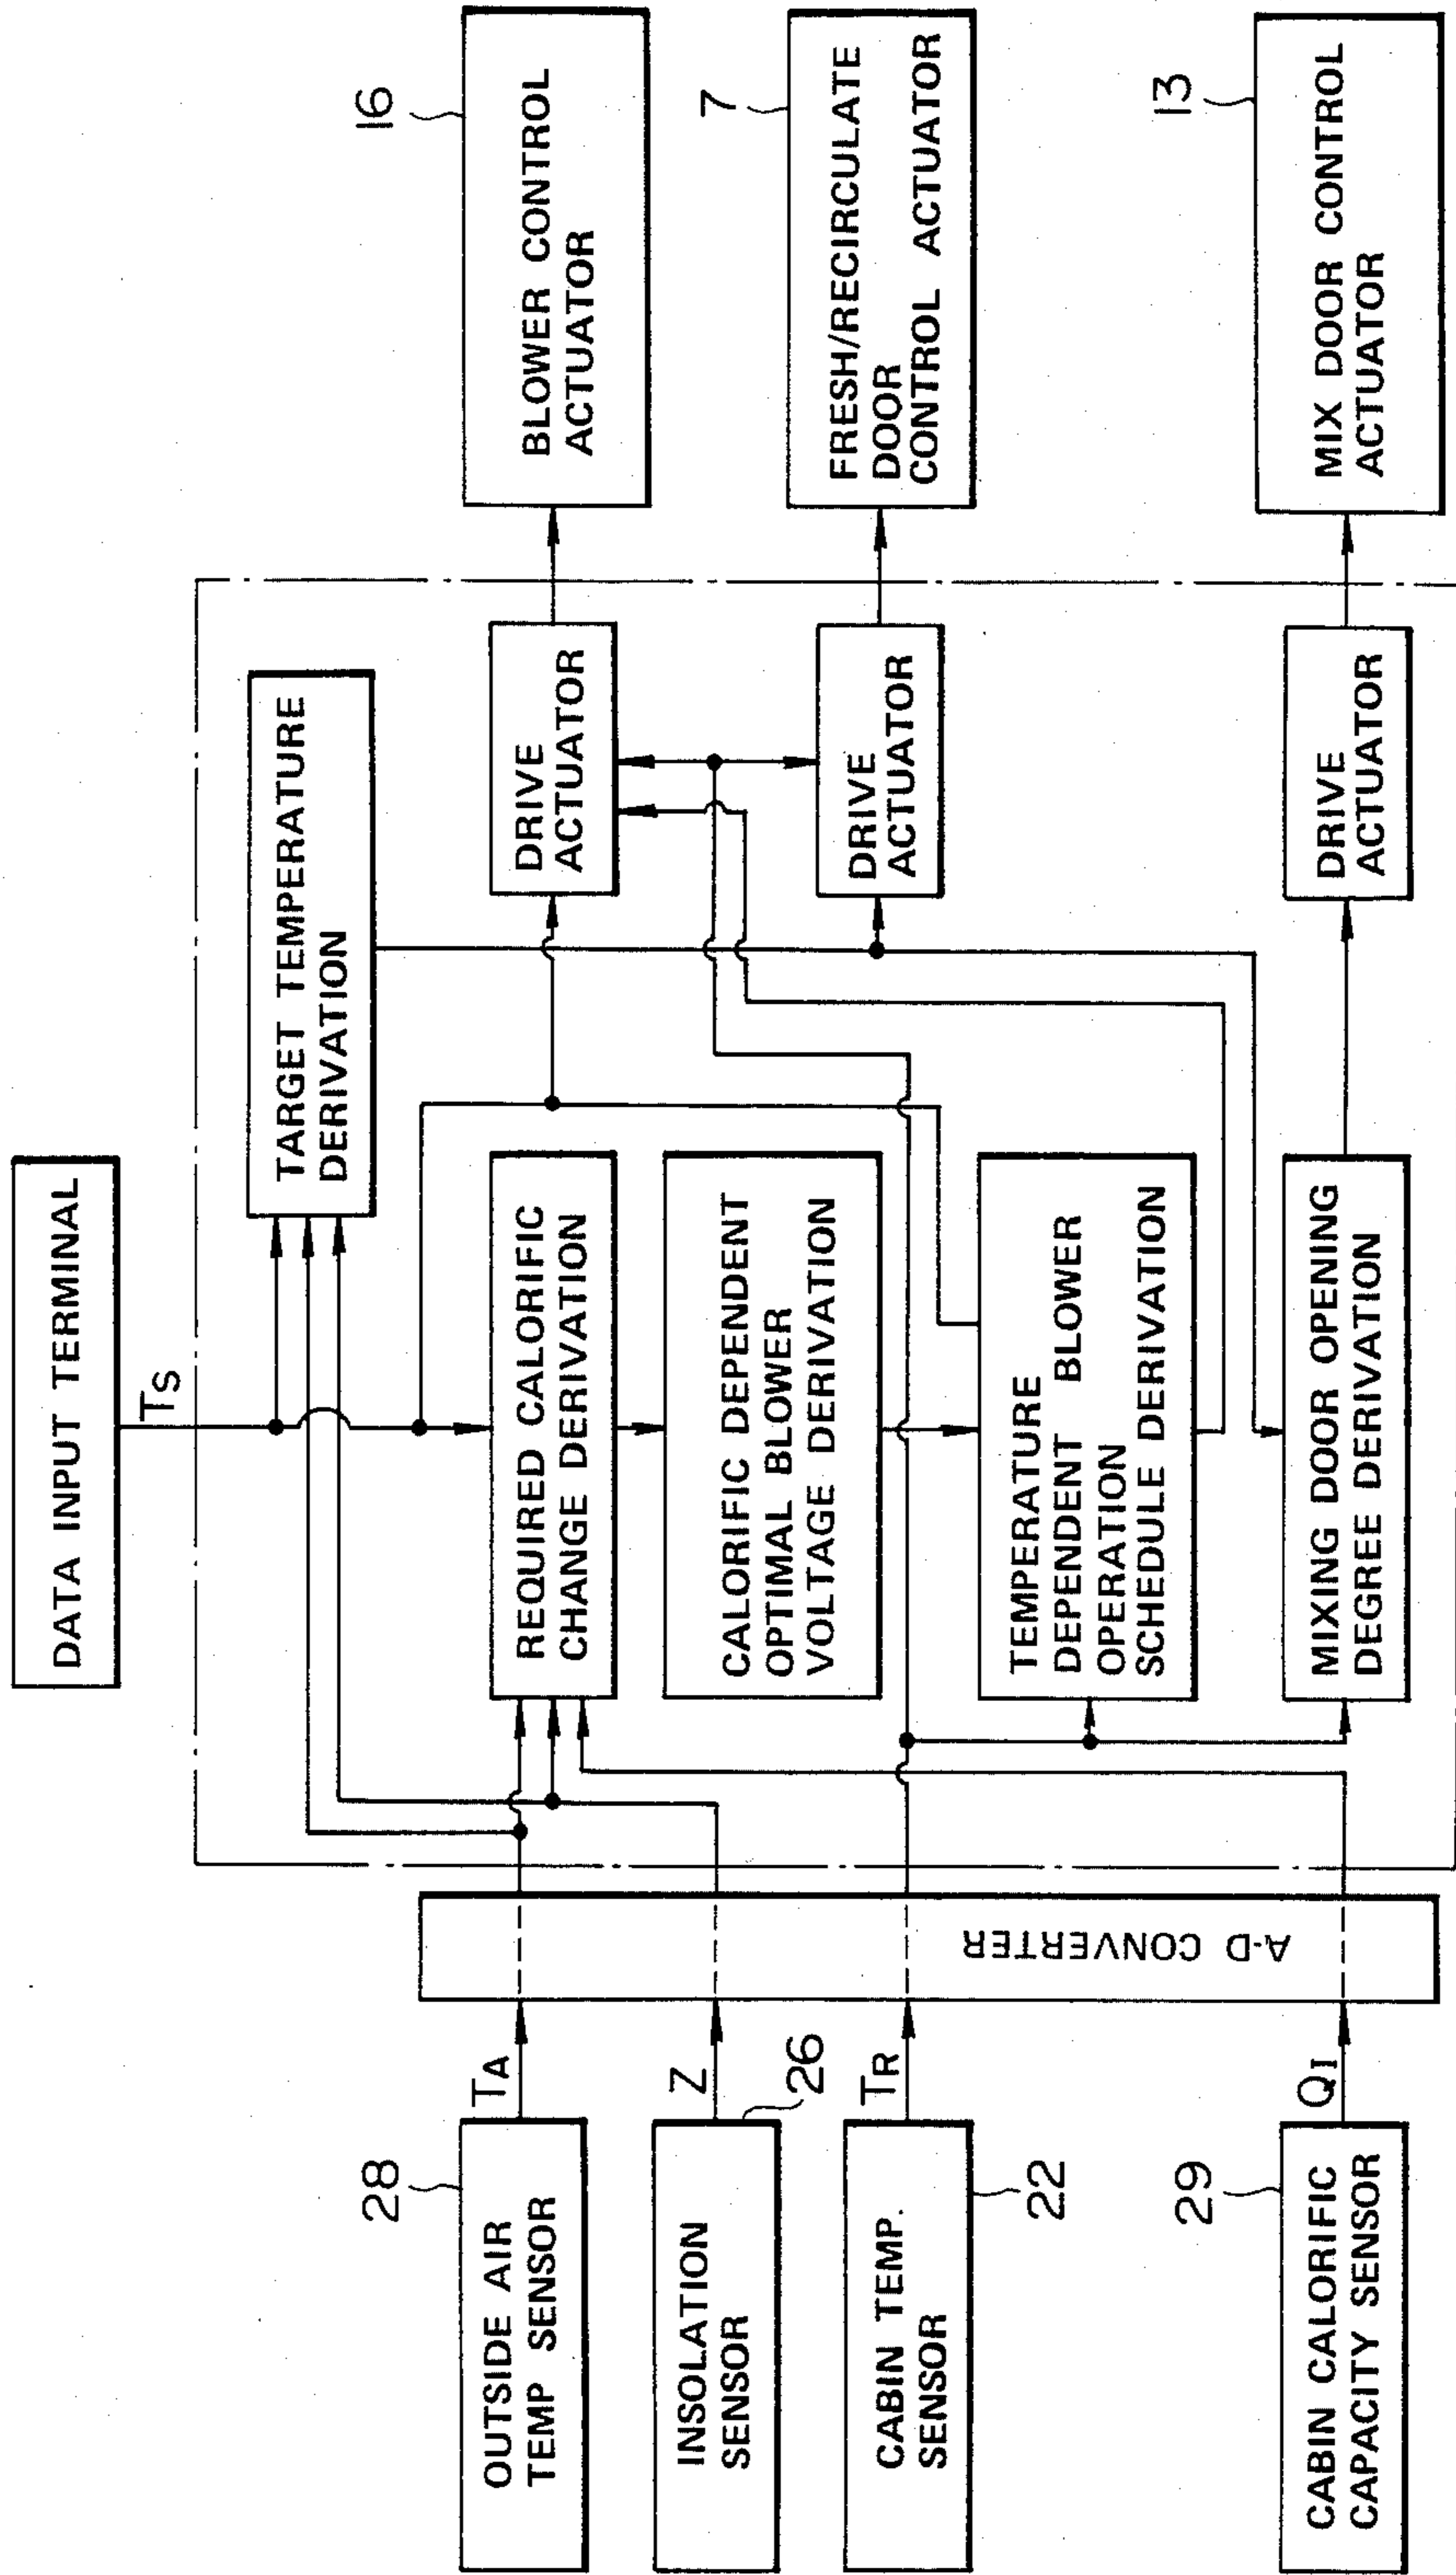 DATA INPUT TERMINAL
TS
TARGET TEMPERATURE
DERIVATION
28
OUTSIDE AIR
TEMP SENSOR
TA
INSOLATION
SENSOR
Z
26
CABIN TEMP.
SENSOR
TR
22
29
CABIN CALORIFIC
CAPACITY SENSOR
QI
A-D CONVERTER
REQUIRED CALORIFIC
CHANGE DERIVATION
CALORIFIC DEPENDENT
OPTIMAL BLOWER
VOLTAGE DERIVATION
TEMPERATURE
DEPENDENT BLOWER
OPERATION
SCHEDULE DERIVATION
MIXING DOOR OPENING
DEGREE DERIVATION
DRIVE
ACTUATOR
DRIVE
ACTUATOR
DRIVE
ACTUATOR
16
BLOWER CONTROL
ACTUATOR
7
FRESH/RECIRCULATE
DOOR
CONTROL ACTUATOR
13
MIX DOOR CONTROL
ACTUATOR